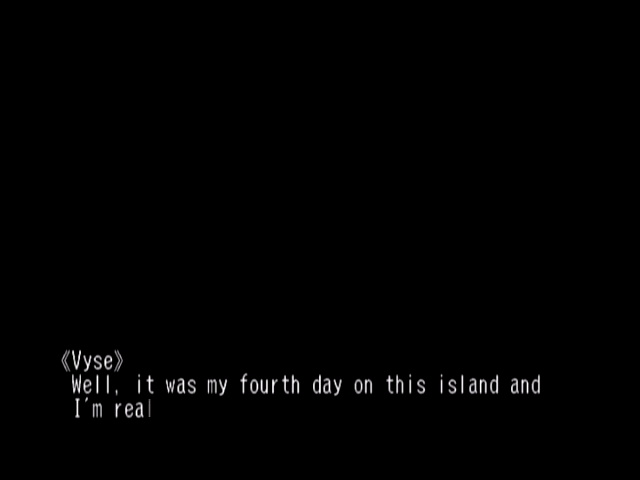 《Vyse》
Well, it was my fourth day on this island and
I'm real